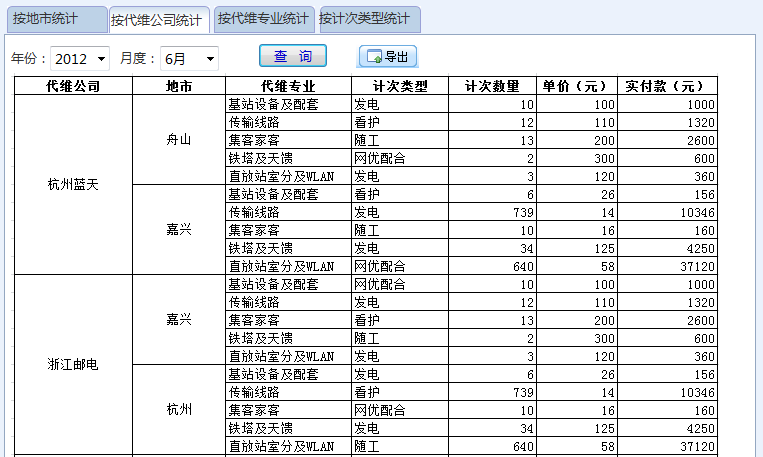 按地市统计 按代维公司统计 按代维专业统计 按计次类型统计
年份： 2012 月度： 6月 查 询 导出
代维公司 地市 代维专业 计次类型 计次数量 单价（元） 实付款（元）
基站设备及配套 发电 10 100 1000
传输线路 看护 12 110 1320
舟山 集客家客 随工 13 200 2600
铁塔及天馈 网优配合 2 300 600
直放站室分及WLAN 发电 3 120 360
杭州蓝天 基站设备及配套 看护 6 26 156
传输线路 发电 739 14 10346
嘉兴 集客家客 随工 10 16 160
铁塔及天馈 发电 34 125 4250
直放站室分及WLAN 网优配合 640 58 37120
基站设备及配套 网优配合 10 100 1000
传输线路 发电 12 110 1320
嘉兴 集客家客 看护 13 200 2600
铁塔及天馈 随工 2 300 600
直放站室分及WLAN 发电 3 120 360
浙江邮电 基站设备及配套 发电 6 26 156
传输线路 看护 739 14 10346
杭州 集客家客 网优配合 10 16 160
铁塔及天馈 发电 34 125 4250
直放站室分及WLAN 随工 640 58 37120